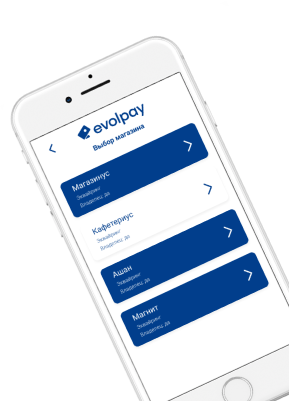 evolpay
Выбор магазина
Магазинус
Эквайринг
Владелец: да
Кафетериус
Эквайринг
Владелец: да
Ашан
Эквайринг
Владелец: да
Магнит
Эквайринг
Владелец: да